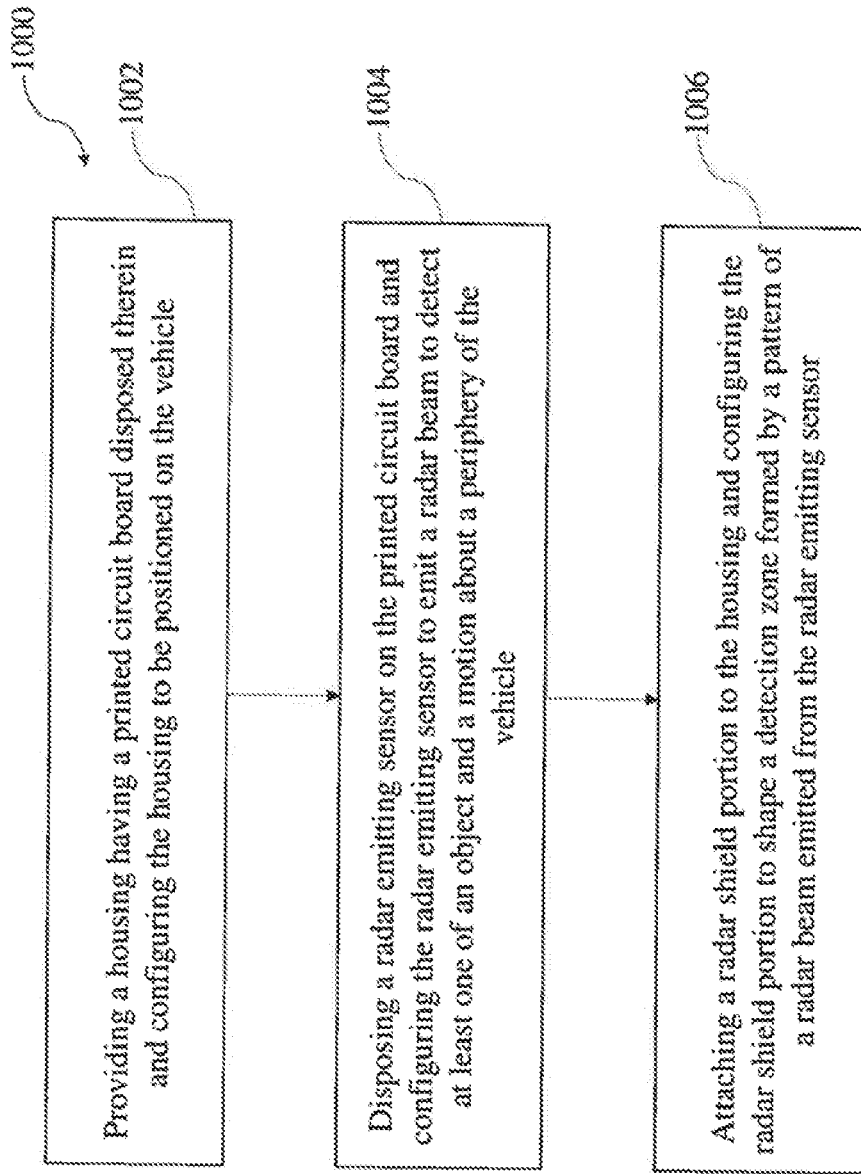 1000
1002
Providing a housing having a printed circuit board disposed therein
and configuring the housing to be positioned on the vehicle
1004
Disposing a radar emitting sensor on the printed circuit board and
configuring the radar emitting sensor to emit a radar beam to detect
at least one of an object and a motion about a periphery of the
vehicle
1006
Attaching a radar shield portion to the housing and configuring the
radar shield portion to shape a detection zone formed by a pattern of
a radar beam emitted from the radar emitting sensor